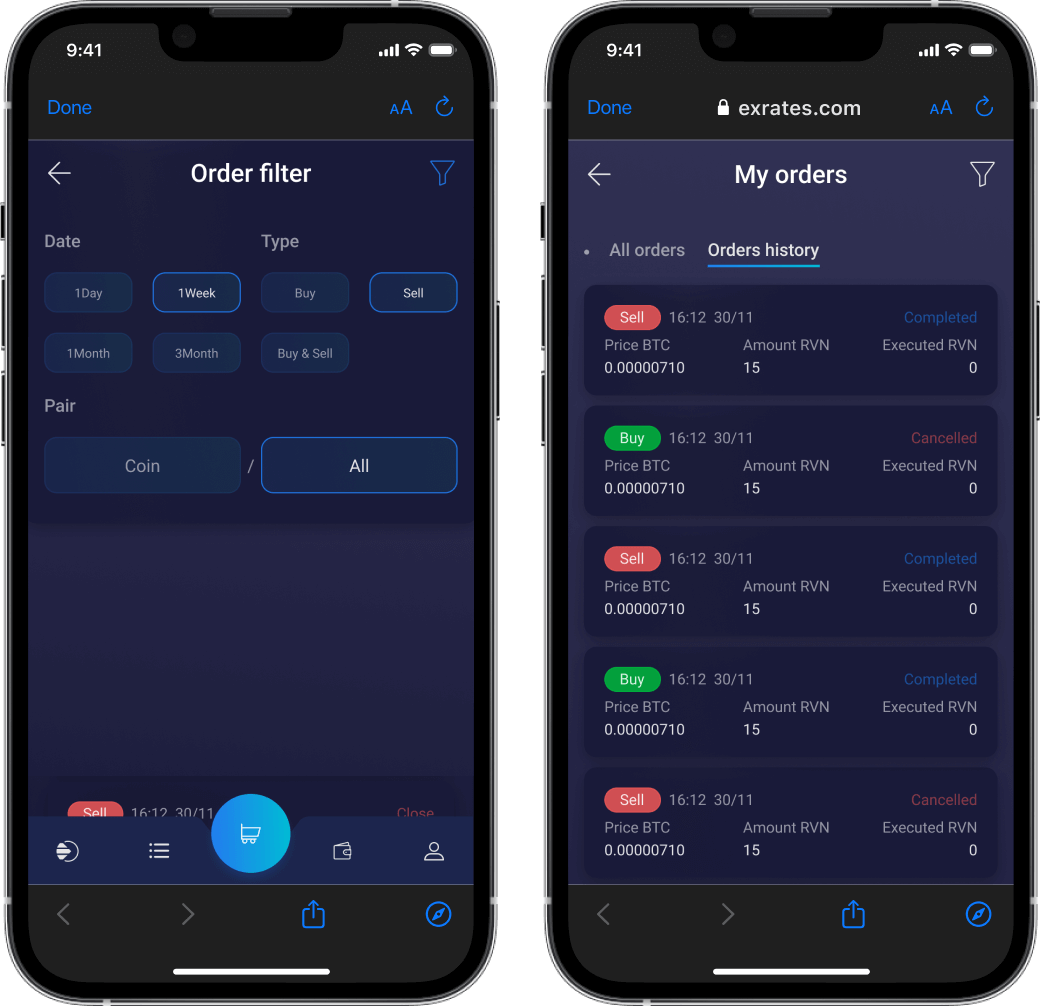 9:41
Done
AA
Order filter
Date
Type
1Day
1Week
Buy
Sell
1Month
3Month
Buy & Sell
Pair
Coin / All
Sell 16:12 30/11 Close
9:41
Done
exrates.com
AA
My orders
All orders
Orders history
Sell 16:12 30/11 Completed
Price BTC Amount RVN Executed RVN
0.00000710 15 0
Buy 16:12 30/11 Cancelled
Price BTC Amount RVN Executed RVN
0.00000710 15 0
Sell 16:12 30/11 Completed
Price BTC Amount RVN Executed RVN
0.00000710 15 0
Buy 16:12 30/11 Completed
Price BTC Amount RVN Executed RVN
0.00000710 15 0
Sell 16:12 30/11 Cancelled
Price BTC Amount RVN Executed RVN
0.00000710 15 0